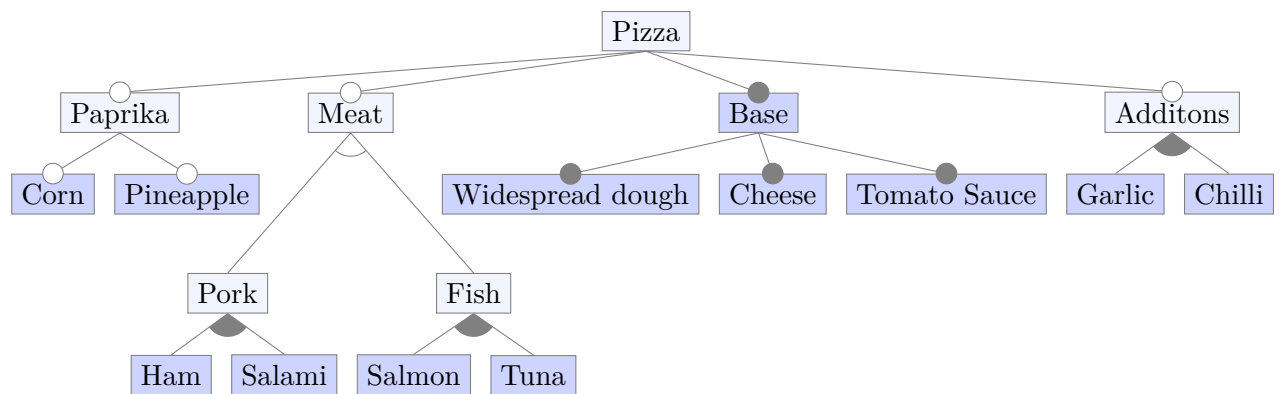 Pizza
Paprika
Meat
Base
Additons
Corn
Pineapple
Widespread dough
Cheese
Tomato Sauce
Garlic
Chilli
Pork
Fish
Ham
Salami
Salmon
Tuna